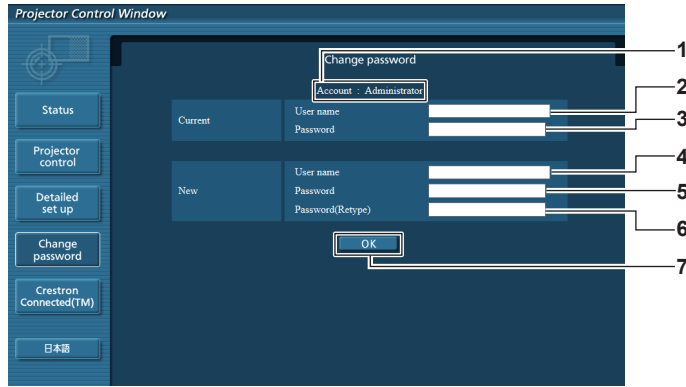 Projector Control Window
Change password
1
Account : Administrator
2
Current
User name
Password
3
New
User name
4
Password
5
Password(Retype)
6
OK
7
Status
Projector
control
Detailed
set up
Change
password
Crestron
Connected(TM)
日本語